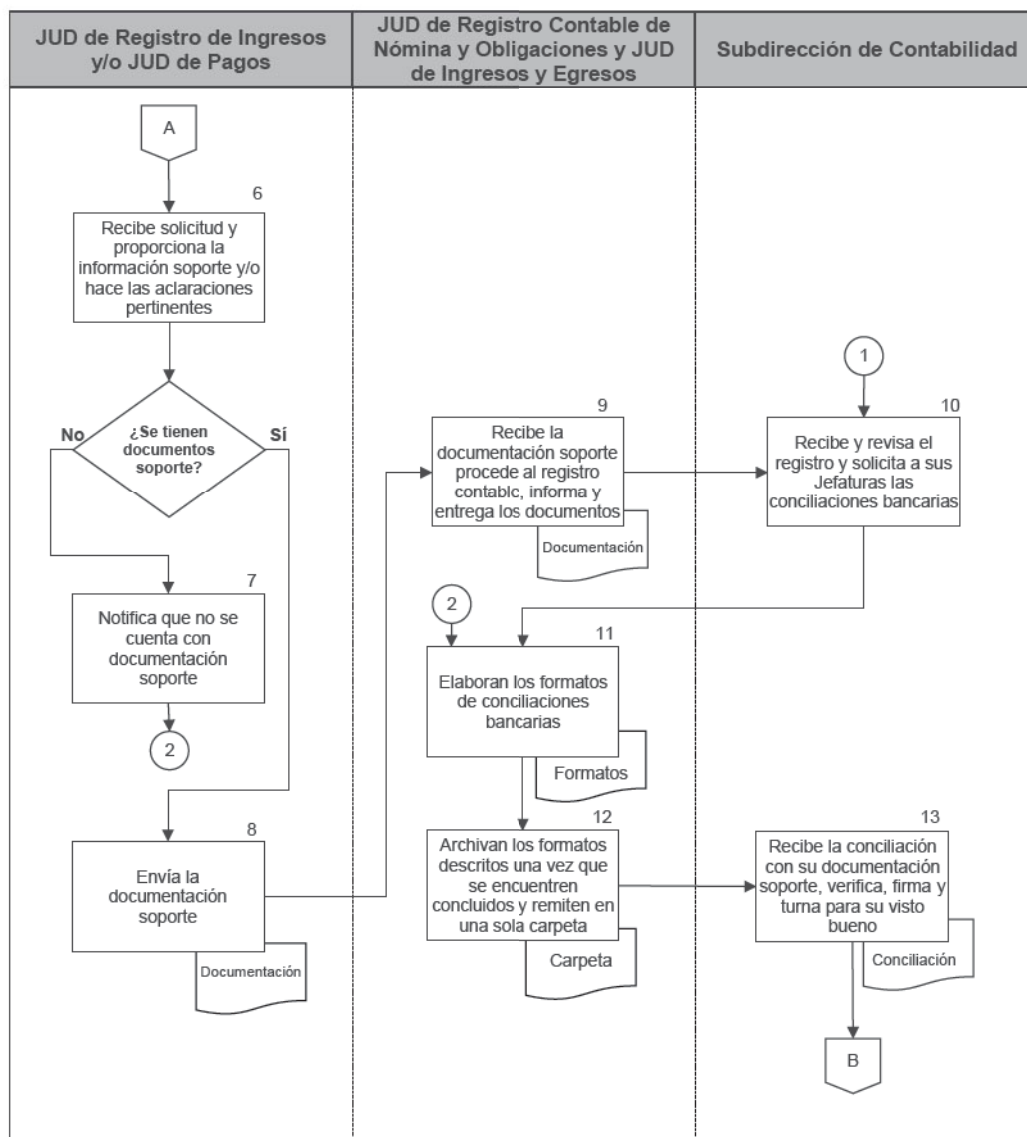 JUD de Registro de Ingresos
y/o JUD de Pagos
JUD de Registro Contable de
Nómina y Obligaciones y JUD
de Ingresos y Egresos
Subdirección de Contabilidad
A
6
Recibe solicitud y
proporciona la
información soporte y/o
hace las aclaraciones
pertinentes
No
¿Se tienen
documentos
soporte?
Sí
7
Notifica que no se
cuenta con
documentación
soporte
2
8
Envía la
documentación
soporte
Documentación
9
Recibe la
documentación soporte
procede al registro
contable, informa y
entrega los documentos
Documentación
1
10
Recibe y revisa el
registro y solicita a sus
Jefaturas las
conciliaciones bancarias
2
11
Elaboran los formatos
de conciliaciones
bancarias
Formatos
12
Archivan los formatos
descritos una vez que
se encuentren
concluidos y remiten en
una sola carpeta
Carpeta
13
Recibe la conciliación
con su documentación
soporte, verifica, firma y
turna para su visto
bueno
Conciliación
B